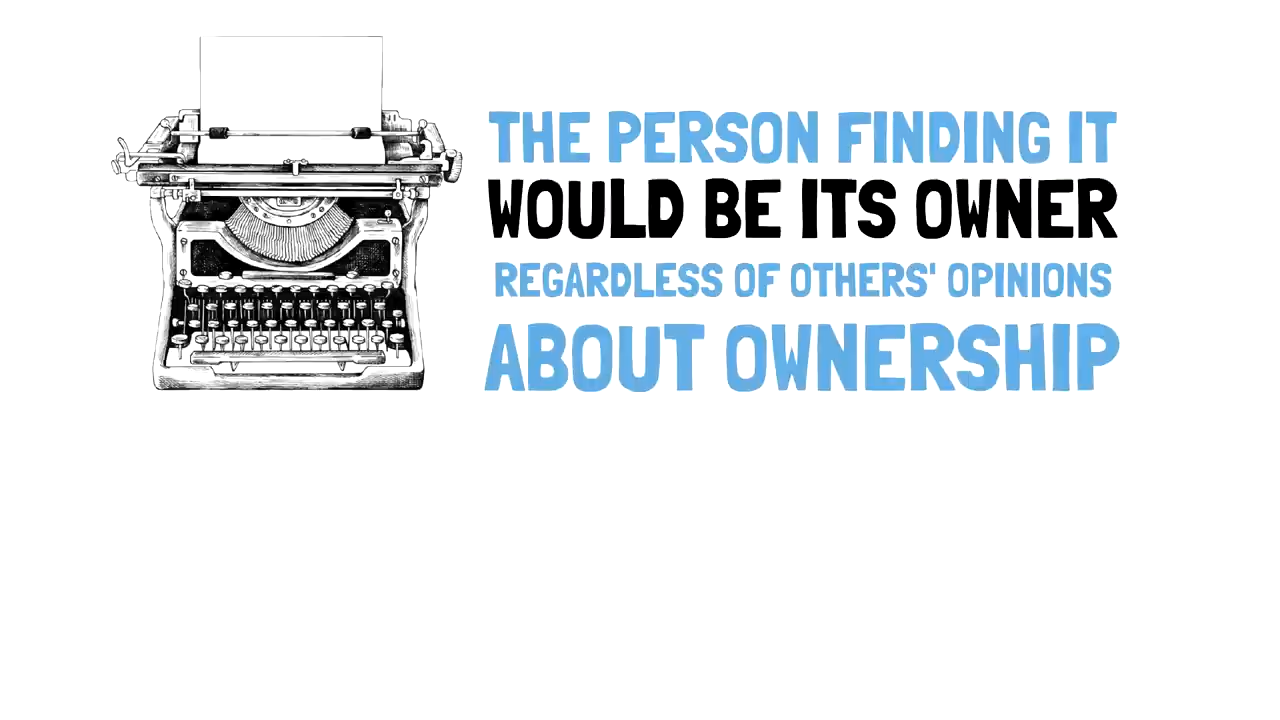 THE PERSON FINDING IT
WOULD BE ITS OWNER
REGARDLESS OF OTHERS' OPINIONS
ABOUT OWNERSHIP